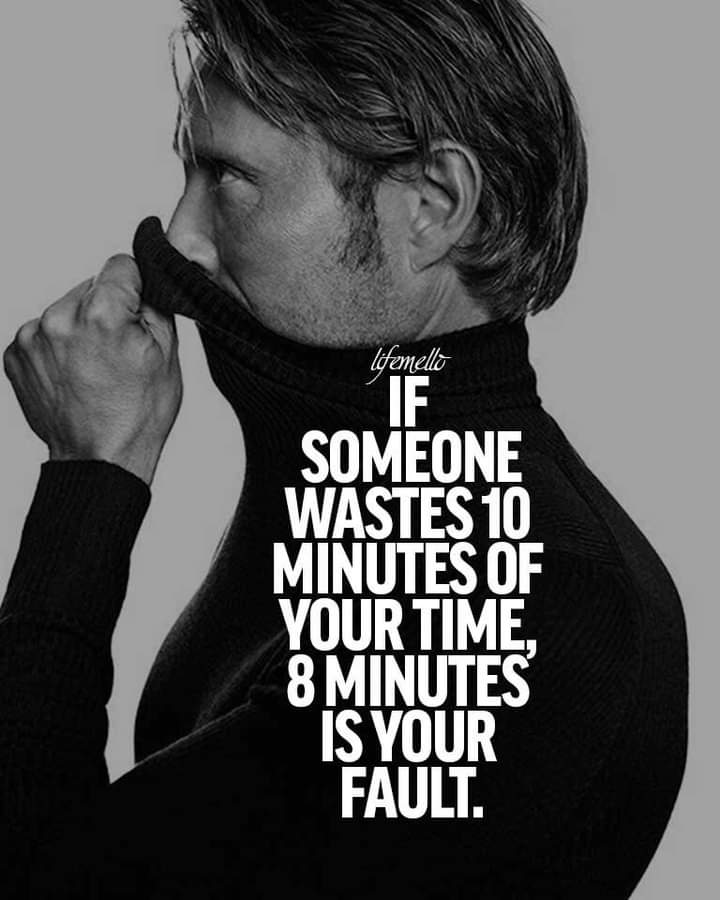 lifemello
IF
SOMEONE
WASTES 10
MINUTES OF
YOUR TIME,
8 MINUTES
IS YOUR
FAULT.